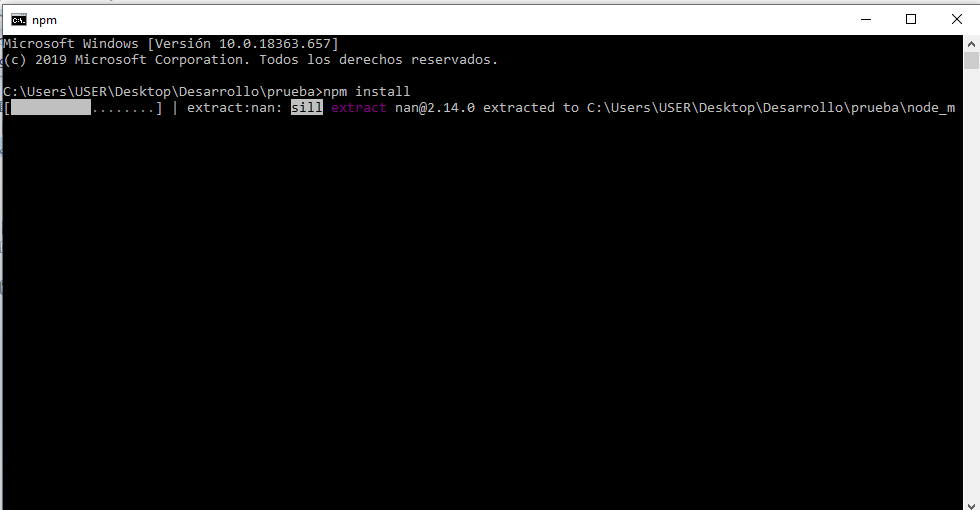 C:\. npm
Microsoft Windows [Versión 10.0.18363.657]
(c) 2019 Microsoft Corporation. Todos los derechos reservados.
C:\Users\USER\Desktop\Desarrollo\prueba>npm install
[          ........] | extract:nan: sill extract nan@2.14.0 extracted to C:\Users\USER\Desktop\Desarrollo\prueba\node_m